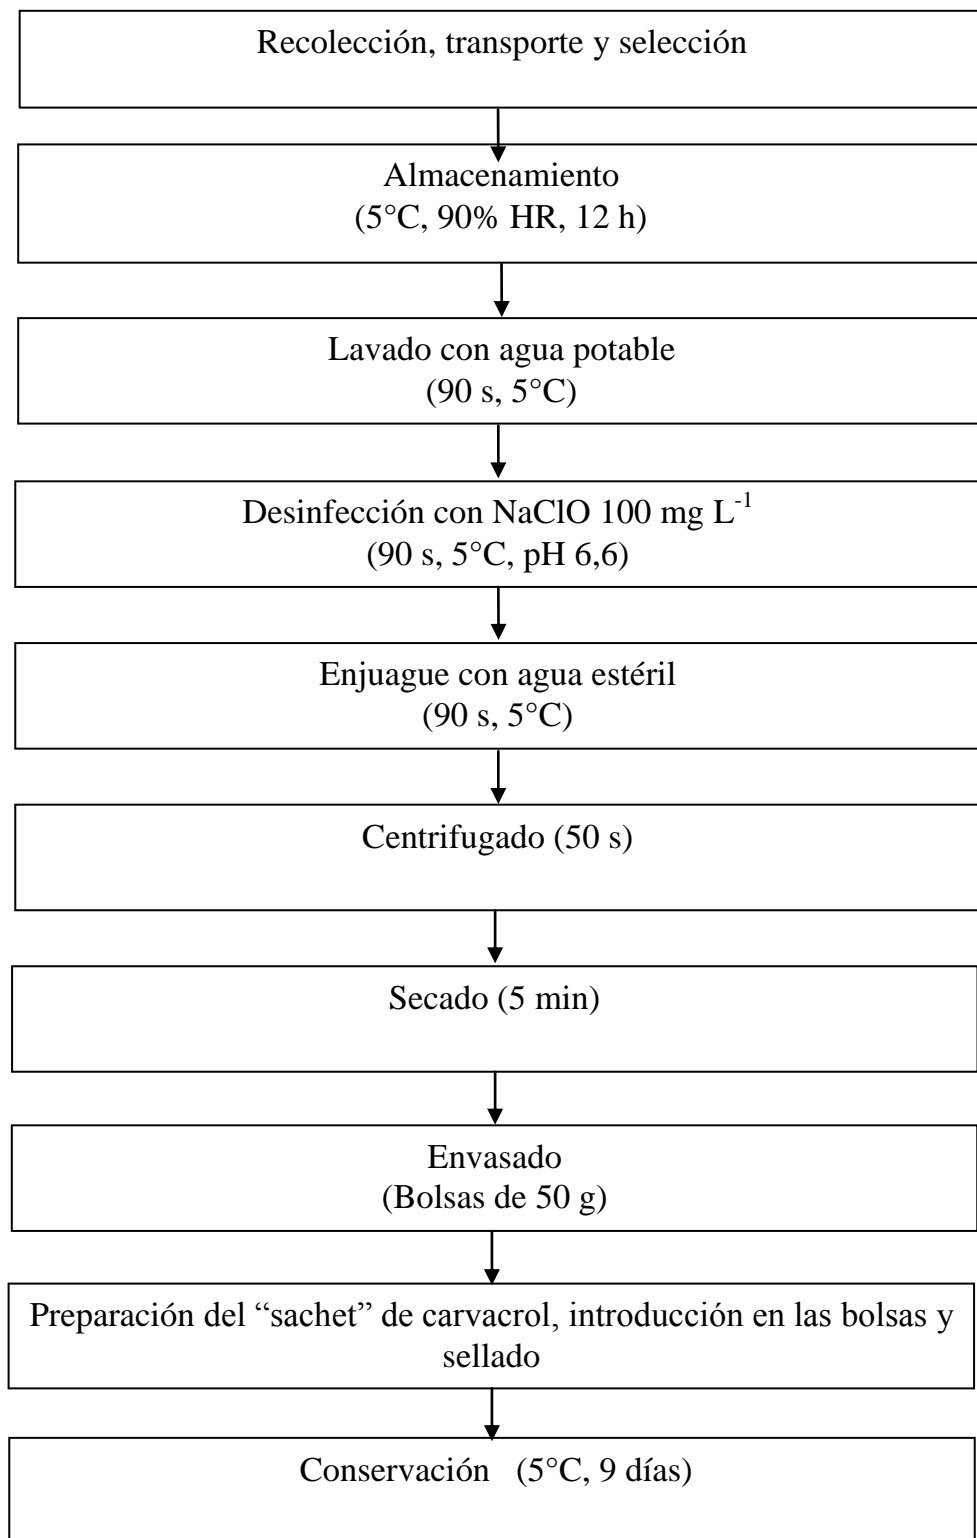 Recolección, transporte y selección
Almacenamiento
(5°C, 90% HR, 12 h)
Lavado con agua potable
(90 s, 5°C)
Desinfección con NaClO 100 mg L⁻¹
(90 s, 5°C, pH 6,6)
Enjuague con agua estéril
(90 s, 5°C)
Centrifugado (50 s)
Secado (5 min)
Envasado
(Bolsas de 50 g)
Preparación del “sachet” de carvacrol, introducción en las bolsas y
sellado
Conservación (5°C, 9 días)